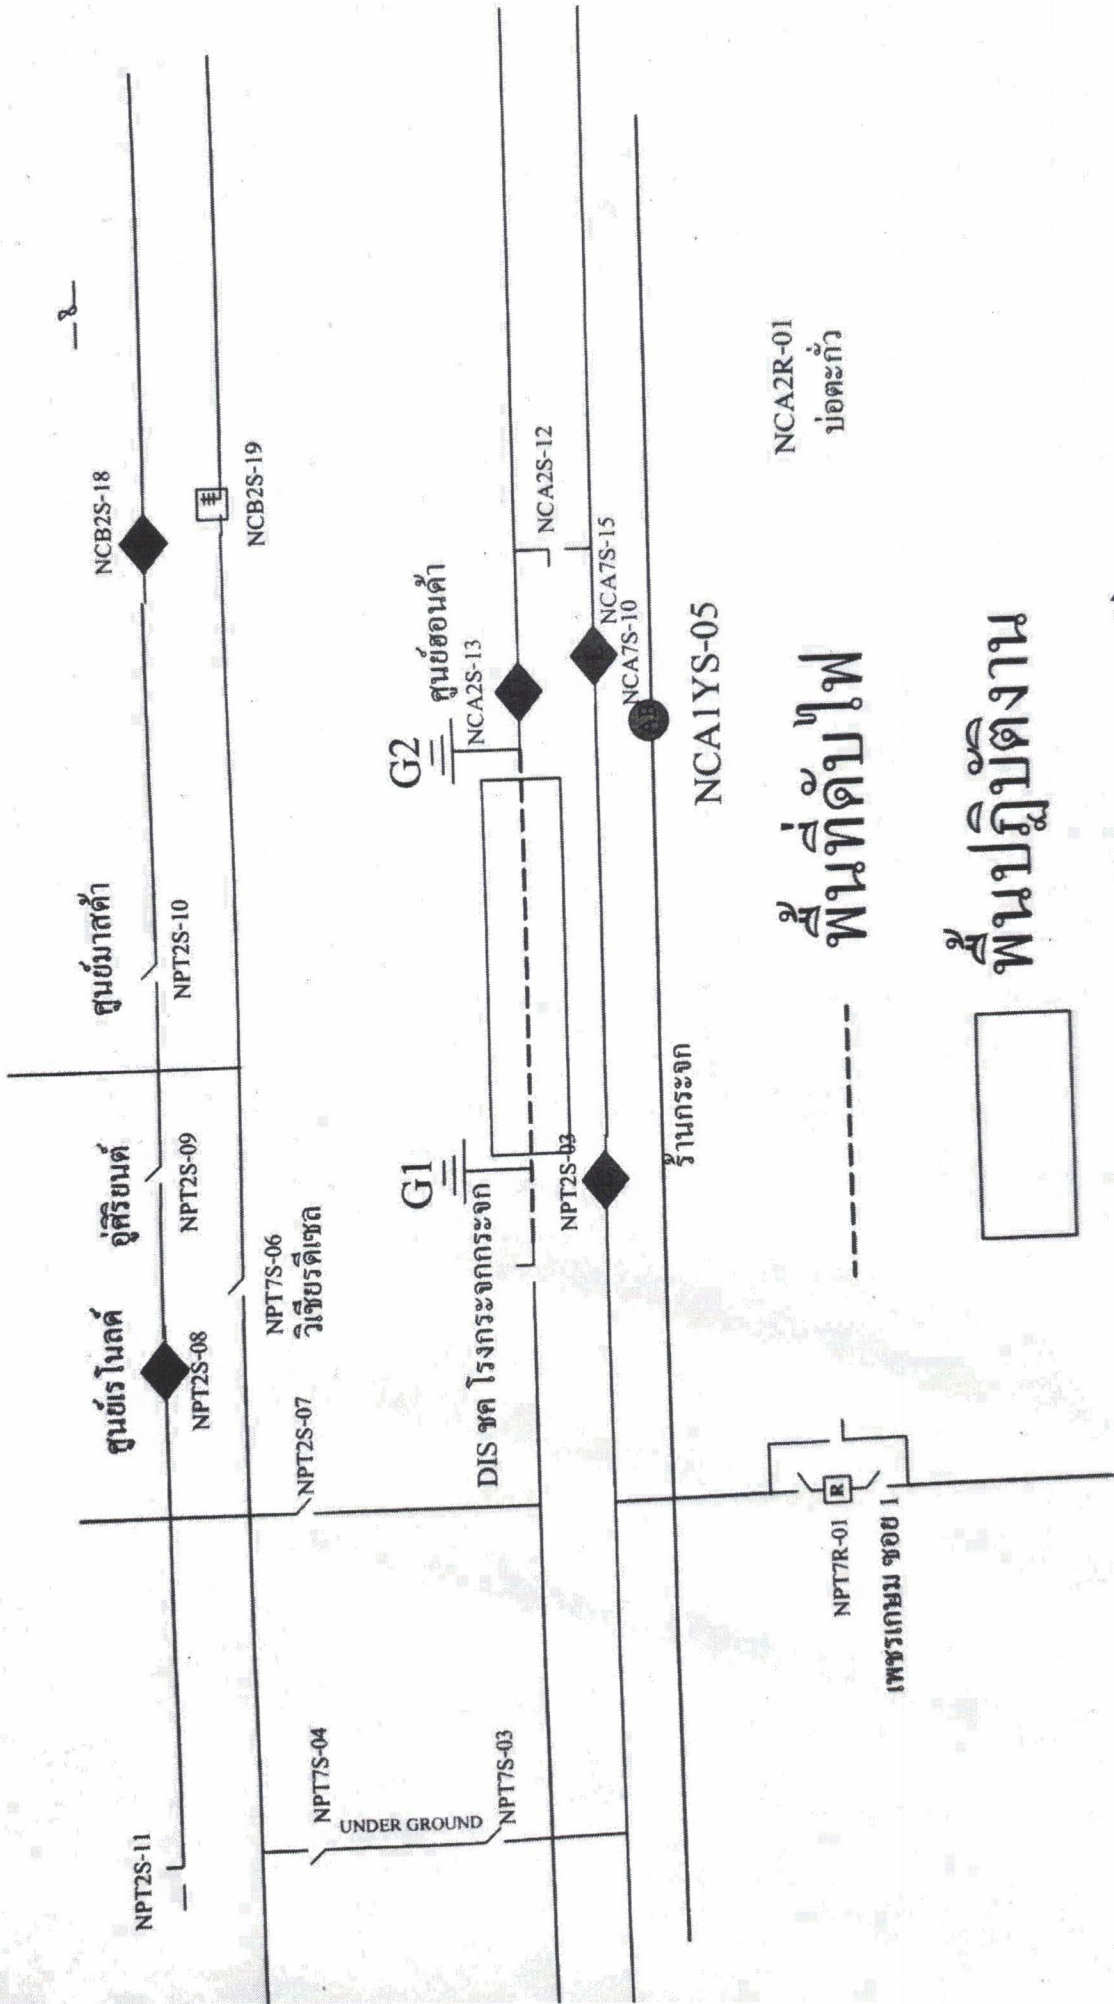 -8-
NCB2S-18
NCB2S-19
ศูนย์มาสด้า
NPT2S-10
อู่ศิริยนต์
NPT2S-09
ศูนย์เรโนลต์
NPT2S-08
NPT7S-06
วิเชียรดีเซล
NPT2S-07
NPT2S-11
NPT7S-04
UNDER GROUND
NPT7S-03
G1
DIS ชค โรงกระจกกระจก
NPT2S-03
G2
ศูนย์ฮอนด้า
NCA2S-13
NCA2S-12
NCA7S-15
NCA7S-10
AB
NCA1YS-05
ร้านกระจก
NCA2R-01
บ่อตะกั่ว
NPT7R-01
R
เพชรเกษม ซอย 1
พื้นที่ดับไฟ
พื้นปฏิบัติงาน